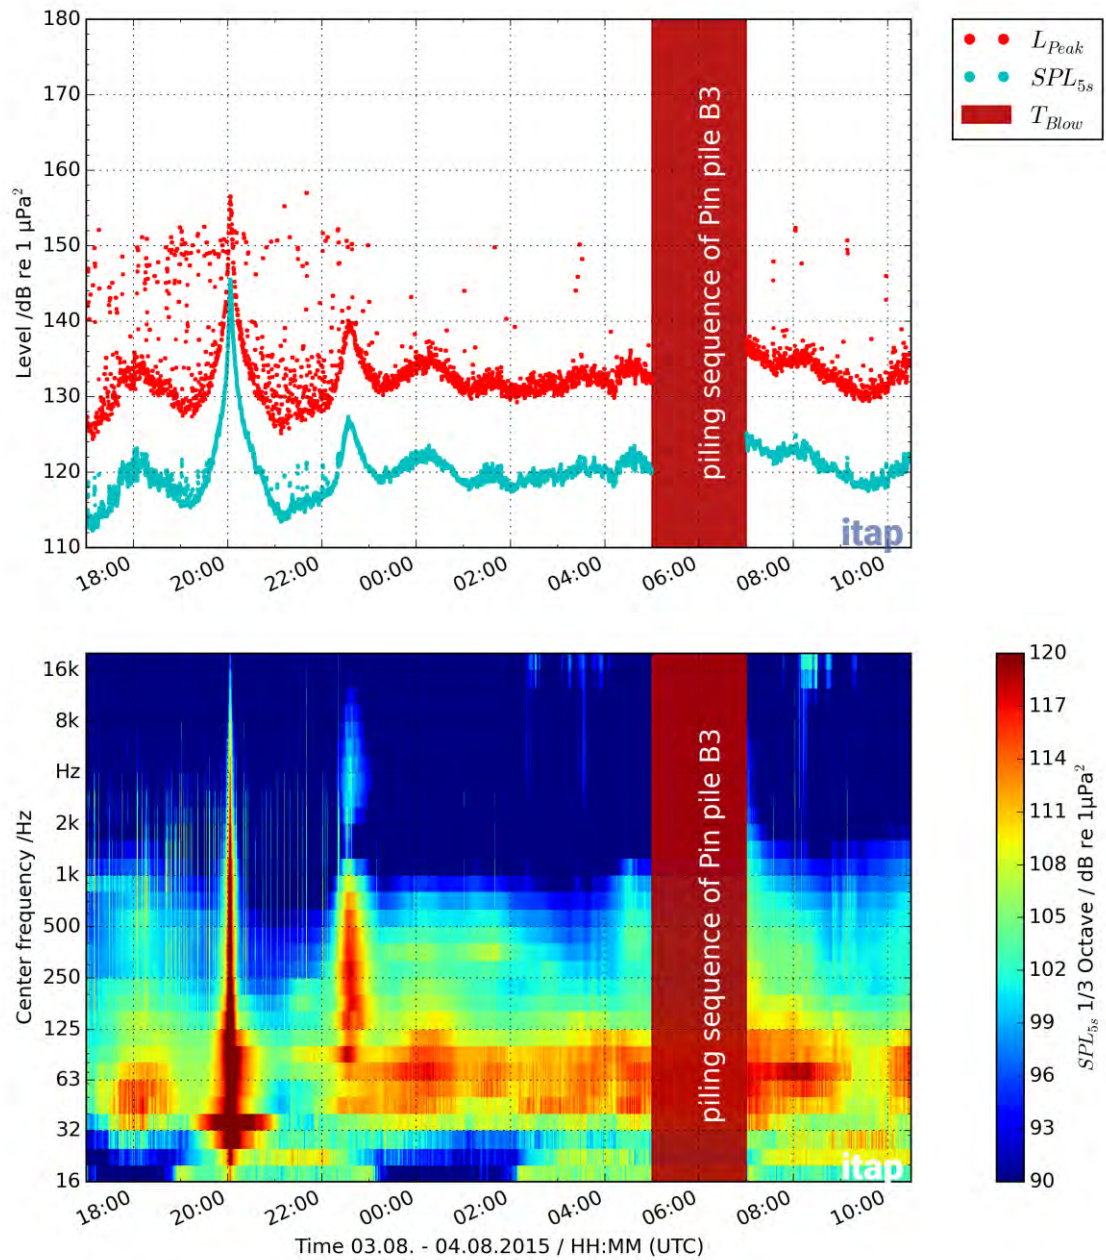 180
170
160
150
140
130
120
110
Level /dB re 1 μPa²
18:00
20:00
22:00
00:00
02:00
04:00
06:00
08:00
10:00
piling sequence of Pin pile B3
itap
L_Peak
SPL_5s
T_Blow
16k
8k
Hz
2k
1k
500
250
125
63
32
16
Center frequency /Hz
18:00
20:00
22:00
00:00
02:00
04:00
06:00
08:00
10:00
piling sequence of Pin pile B3
itap
Time 03.08. - 04.08.2015 / HH:MM (UTC)
120
117
114
111
108
105
102
99
96
93
90
SPL_5s 1/3 Octave / dB re 1μPa²